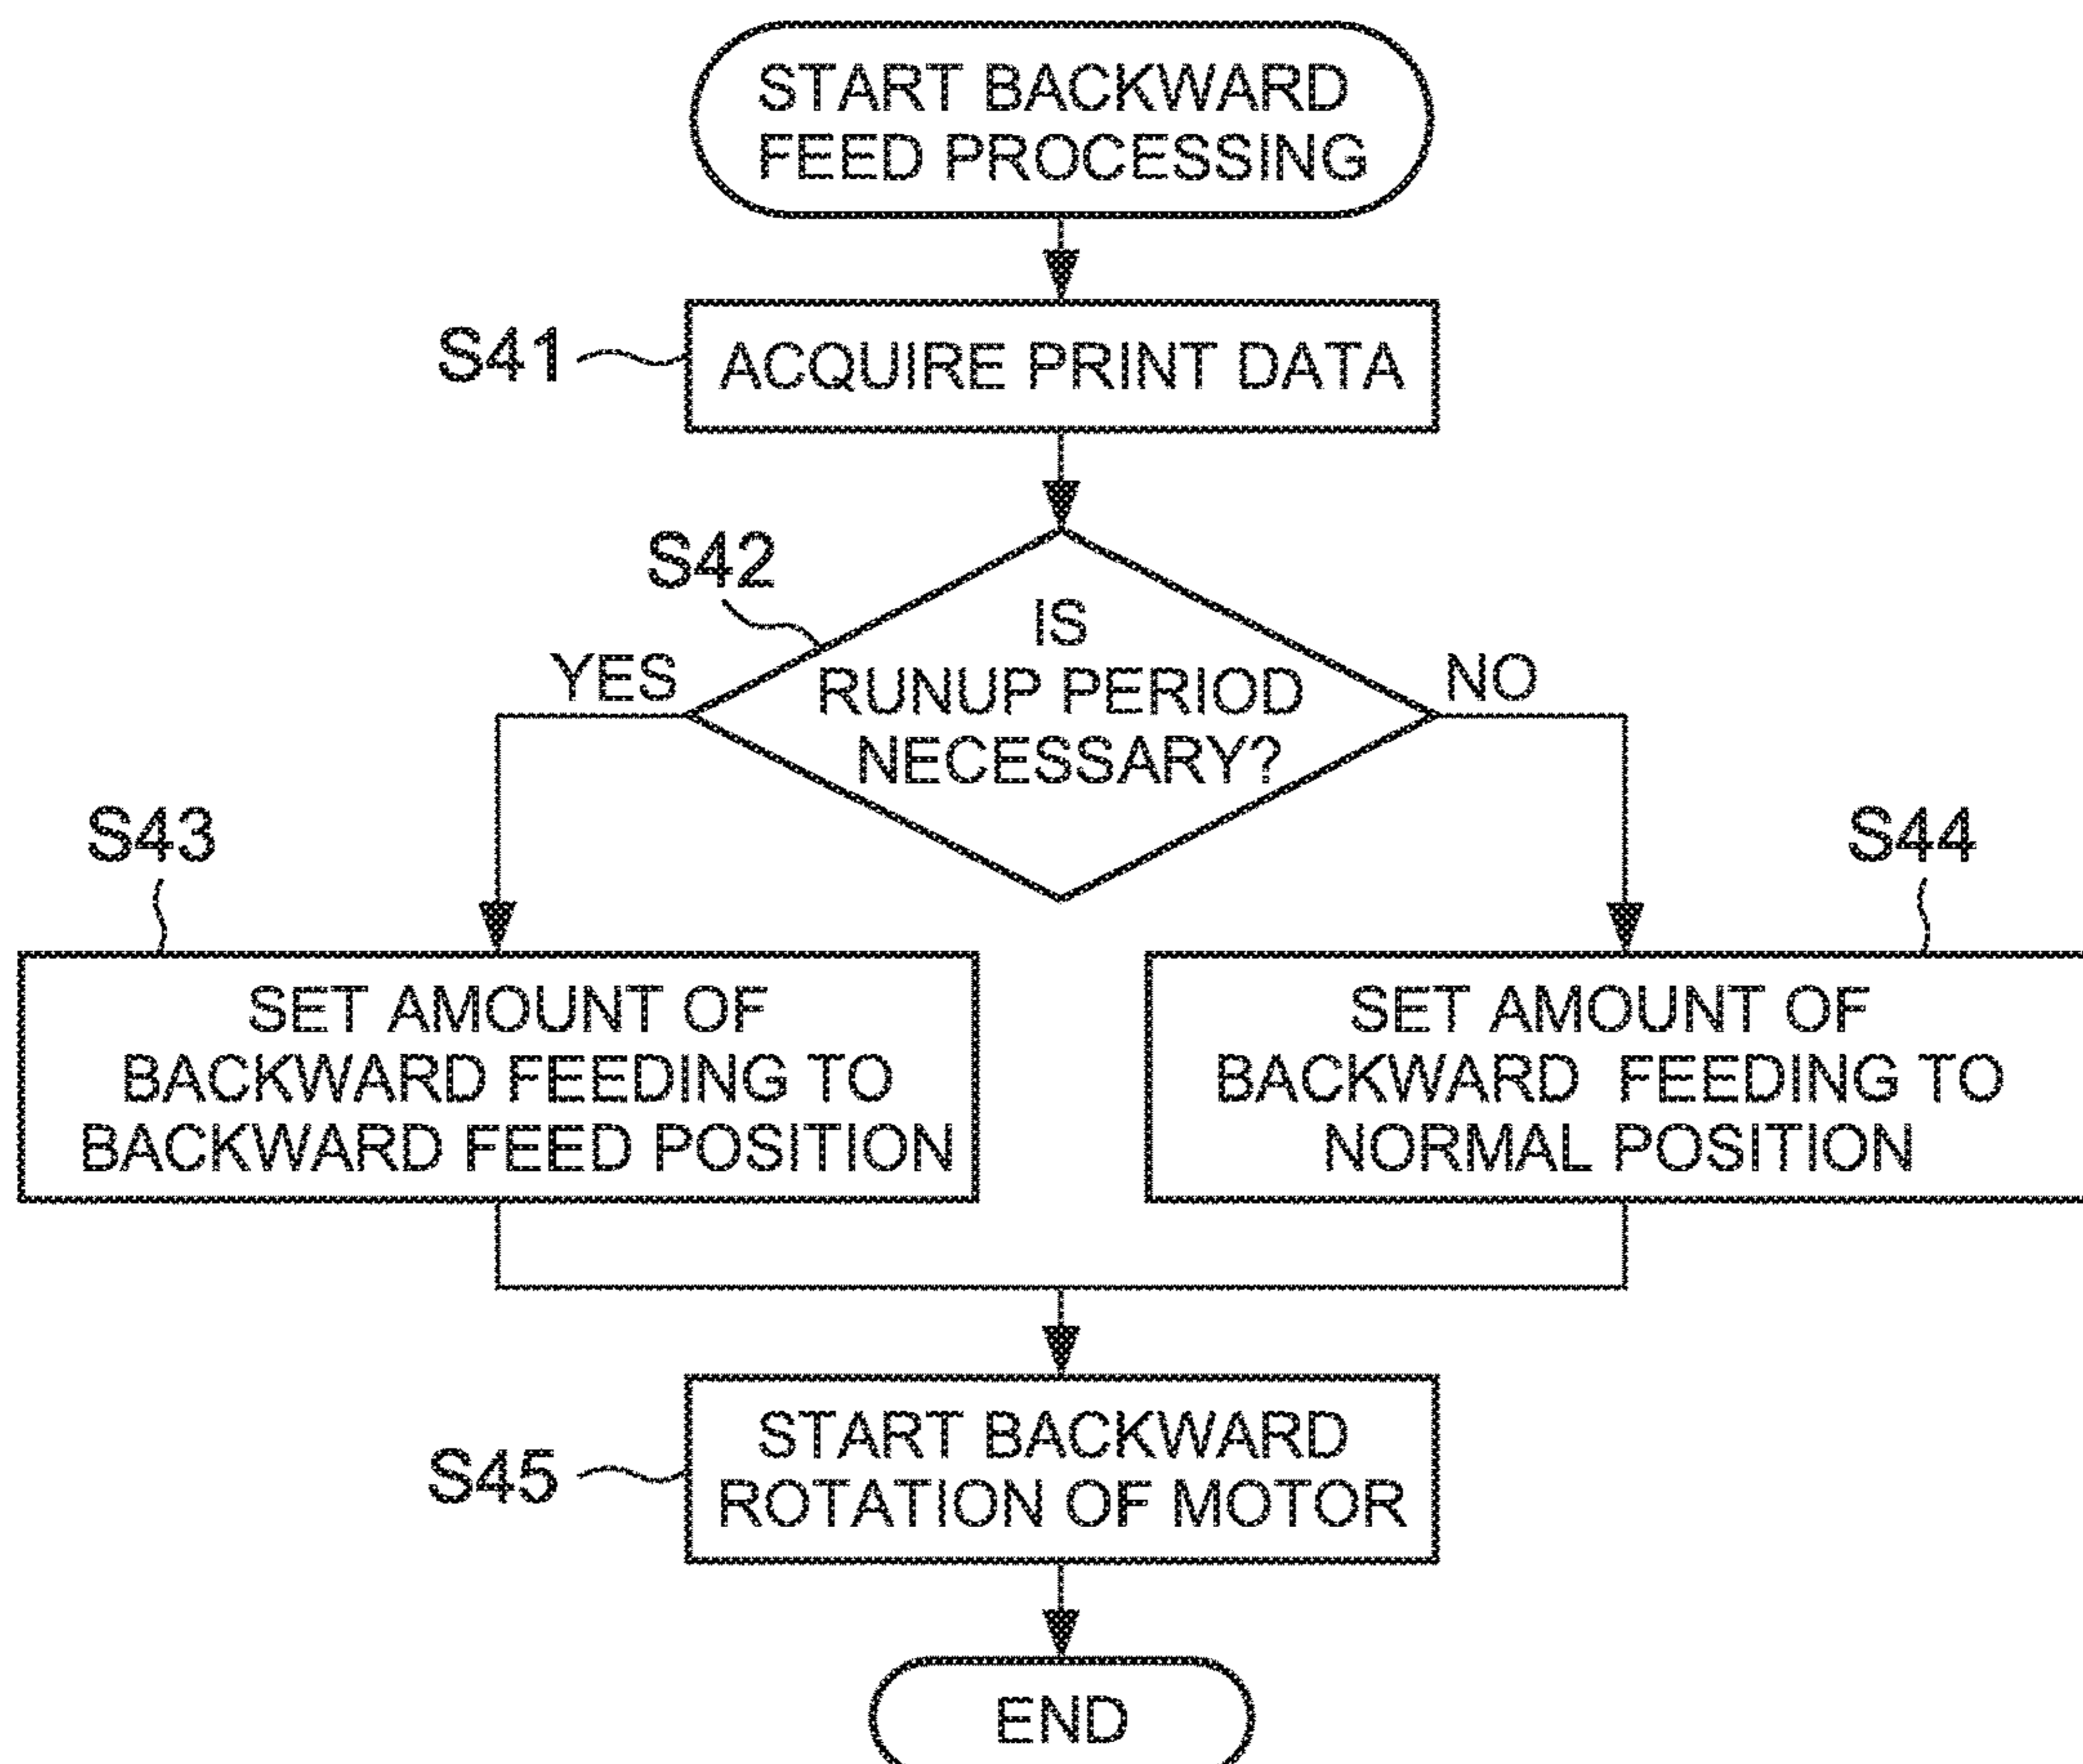 START BACKWARD
FEED PROCESSING
S41
ACQUIRE PRINT DATA
S42
IS
RUNUP PERIOD
NECESSARY?
YES
NO
S43
S44
SET AMOUNT OF
BACKWARD FEEDING TO
BACKWARD FEED POSITION
SET AMOUNT OF
BACKWARD FEEDING TO
NORMAL POSITION
S45
START BACKWARD
ROTATION OF MOTOR
END